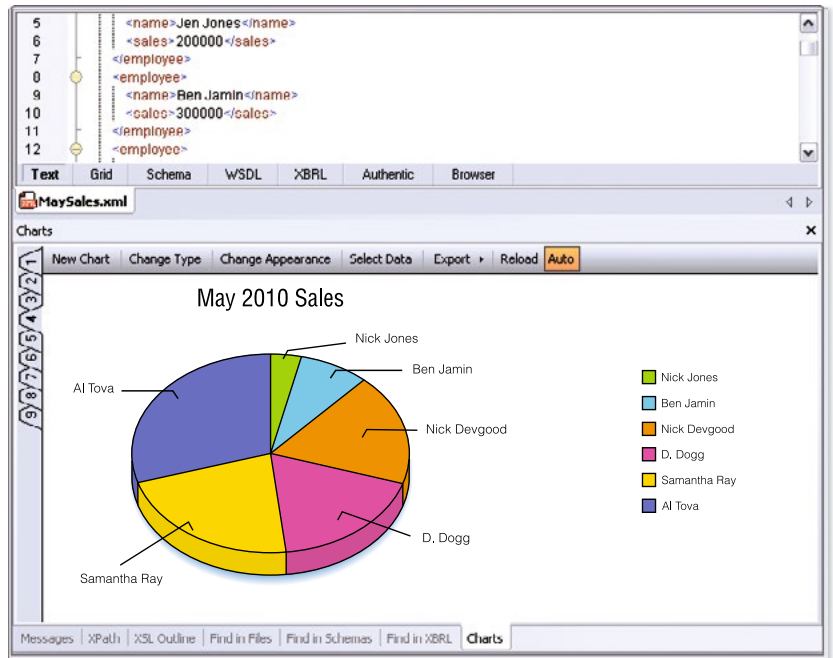 5 <name>Jen Jones</name>
6 <sales>200000</sales>
7 </employee>
8 <employee>
9 <name>Ben Jamin</name>
10 <sales>300000</sales>
11 </employee>
12 <employee>
Text Grid Schema WSDL XBRL Authentic Browser
MaySales.xml
Charts
New Chart Change Type Change Appearance Select Data Export Reload Auto
1
2
3
4
5
6
7
8
9
May 2010 Sales
Nick Jones
Ben Jamin
Al Tova
Nick Devgood
D. Dogg
Samantha Ray
Nick Jones
Ben Jamin
Nick Devgood
D. Dogg
Samantha Ray
Al Tova
Messages XPath XSL Outline Find in Files Find in Schemas Find in XBRL Charts